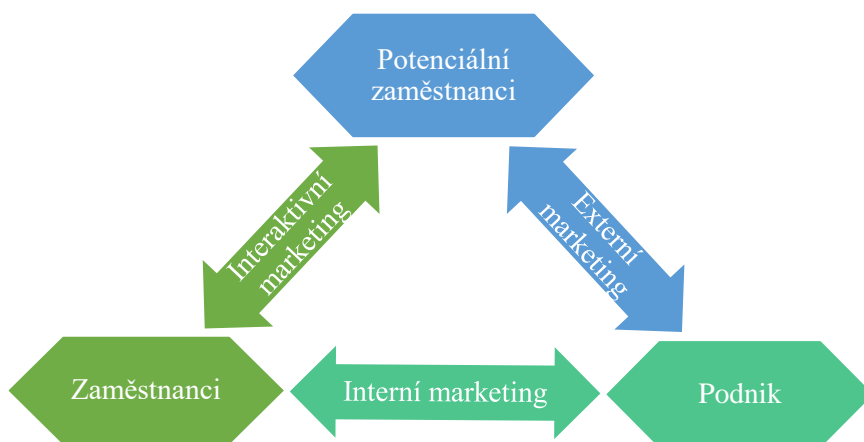 Potenciální
zaměstnanci
Interaktivní
marketing
Externí
marketing
Zaměstnanci
Interní marketing
Podnik